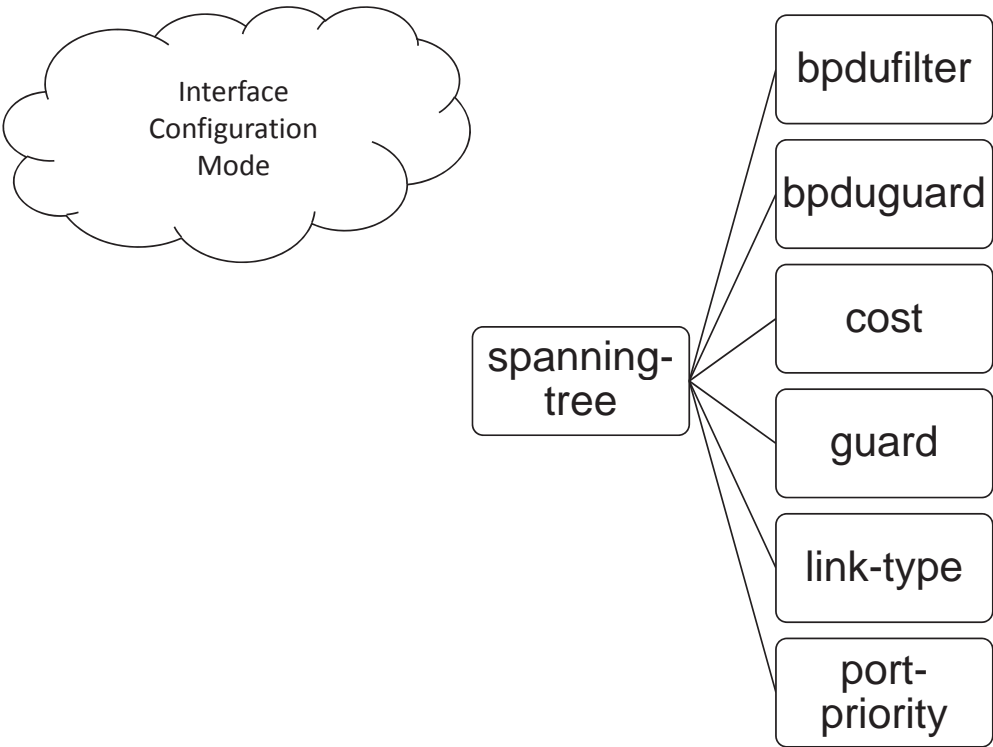 Interface
Configuration
Mode
bpdufilter
bpduguard
cost
spanning-
tree
guard
link-type
port-
priority